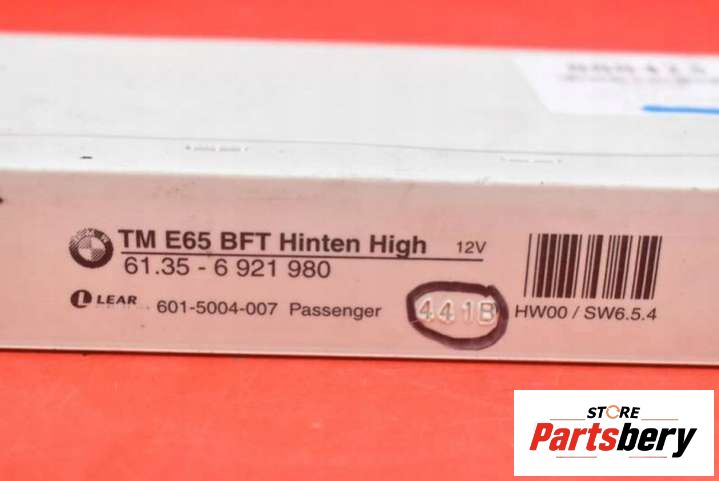 TM E65 BFT Hinten High 12V
61.35 - 6 921 980
LEAR 601-5004-007 Passenger 441B HW00 / SW6.5.4
STORE
Partsbery